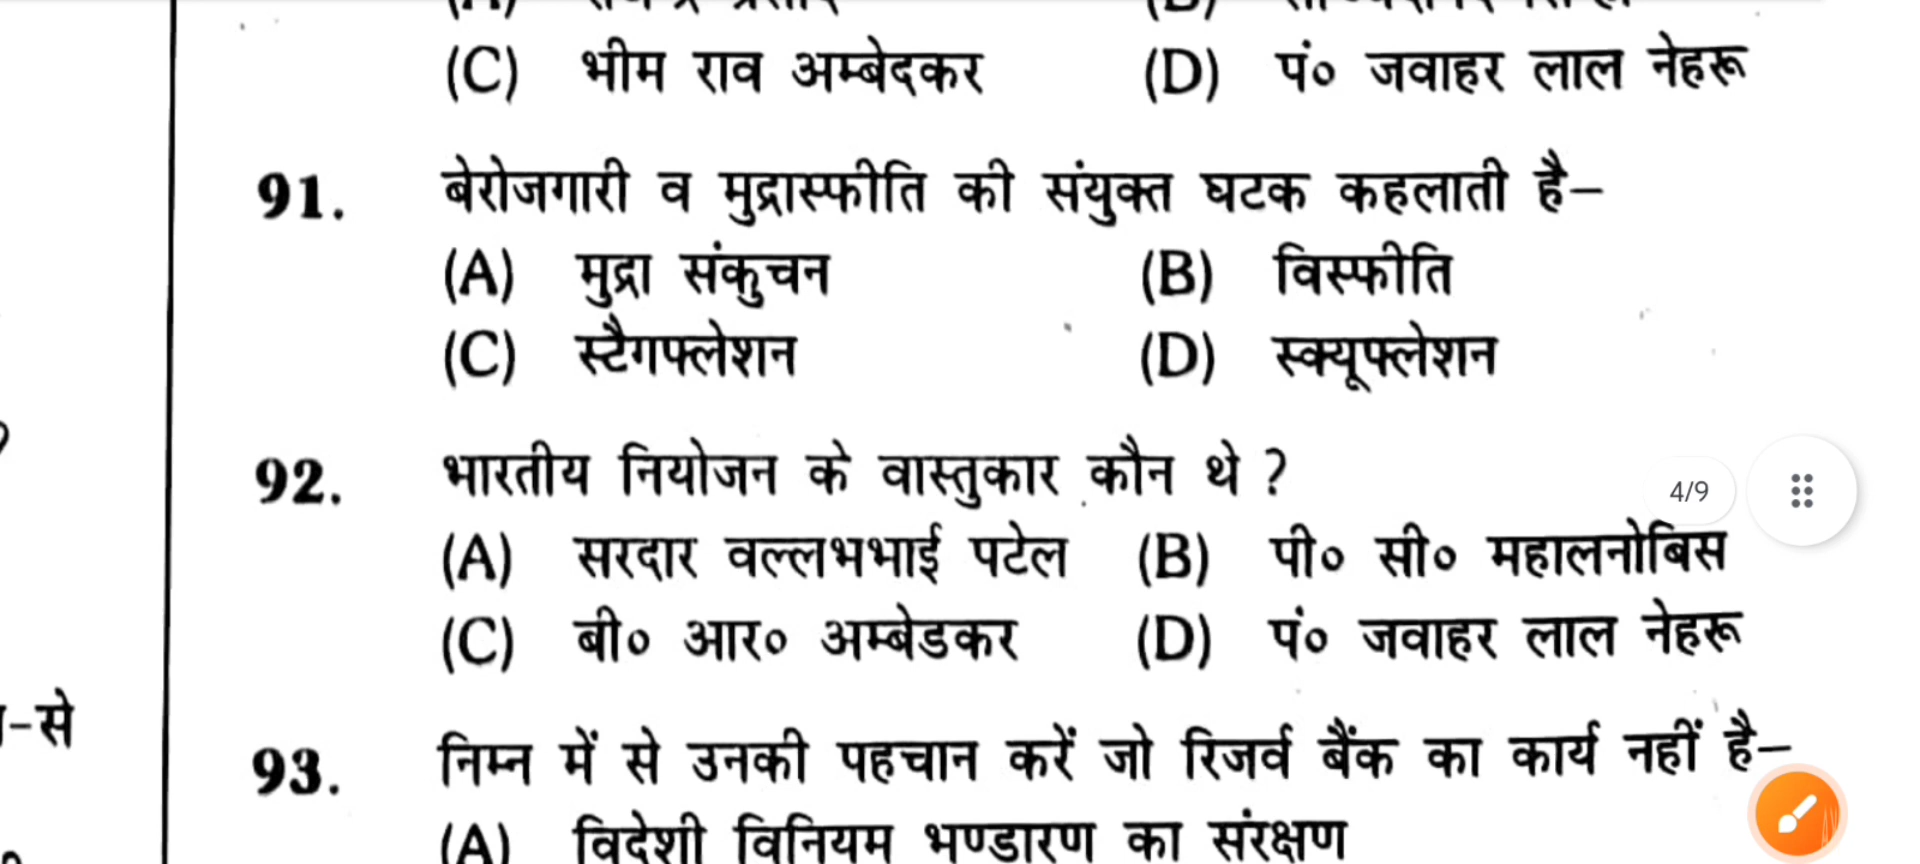 (C) भीम राव अम्बेदकर (D) पं० जवाहर लाल नेहरू
91. बेरोजगारी व मुद्रास्फीति की संयुक्त घटक कहलाती है–
(A) मुद्रा संकुचन (B) विस्फीति
(C) स्टैगफ्लेशन (D) स्क्यूफ्लेशन
92. भारतीय नियोजन के वास्तुकार कौन थे ?
(A) सरदार वल्लभभाई पटेल (B) पी० सी० महालनोबिस
4/9
(C) बी० आर० अम्बेडकर (D) पं० जवाहर लाल नेहरू
-से
93. निम्न में से उनकी पहचान करें जो रिजर्व बैंक का कार्य नहीं है–
(A) विदेशी विनियम भण्डारण का संरक्षण